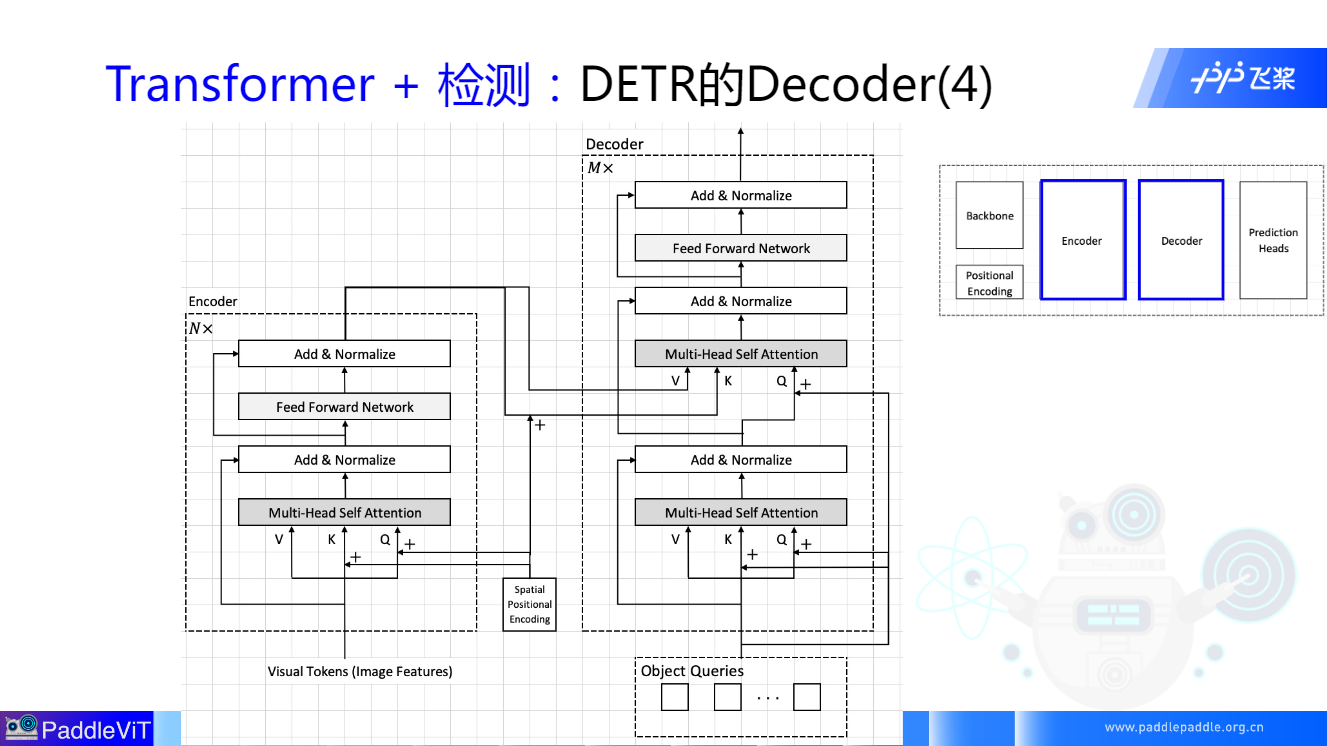 Transformer + 检测：DETR的Decoder(4)
飞桨
Decoder
M×
Add & Normalize
Feed Forward Network
Add & Normalize
Multi-Head Self Attention
V K Q +
Add & Normalize
Multi-Head Self Attention
V K Q +
+
Object Queries
...
Encoder
N×
Add & Normalize
Feed Forward Network
Add & Normalize
Multi-Head Self Attention
V K Q +
+
+
Spatial
Positional
Encoding
Visual Tokens (Image Features)
Backbone
Positional
Encoding
Encoder
Decoder
Prediction
Heads
PaddleViT
www.paddlepaddle.org.cn